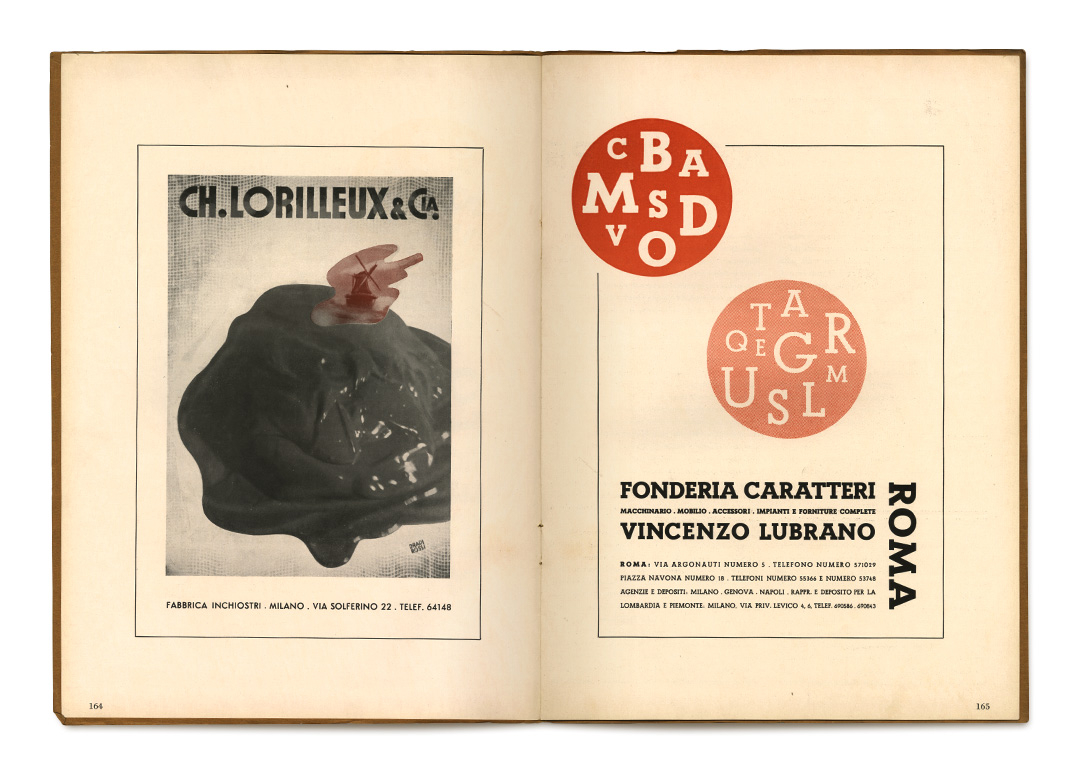 CH. LORILLEUX & CIA.
DRADI
ROSSI
FABBRICA INCHIOSTRI . MILANO . VIA SOLFERINO 22 . TELEF. 64148
164
C B A
M S D
V O
T A
Q E G R
M
U S L
FONDERIA CARATTERI
MACCHINARIO . MOBILIO . ACCESSORI . IMPIANTI E FORNITURE COMPLETE
VINCENZO LUBRANO
ROMA
ROMA: VIA ARGONAUTI NUMERO 5 . TELEFONO NUMERO 571029
PIAZZA NAVONA NUMERO 18 . TELEFONI NUMERO 55366 E NUMERO 53748
AGENZIE E DEPOSITI: MILANO . GENOVA . NAPOLI . RAPPR. E DEPOSITO PER LA
LOMBARDIA E PIEMONTE: MILANO, VIA PRIV. LEVICO 4, 6, TELEF. 690586 . 690843
165